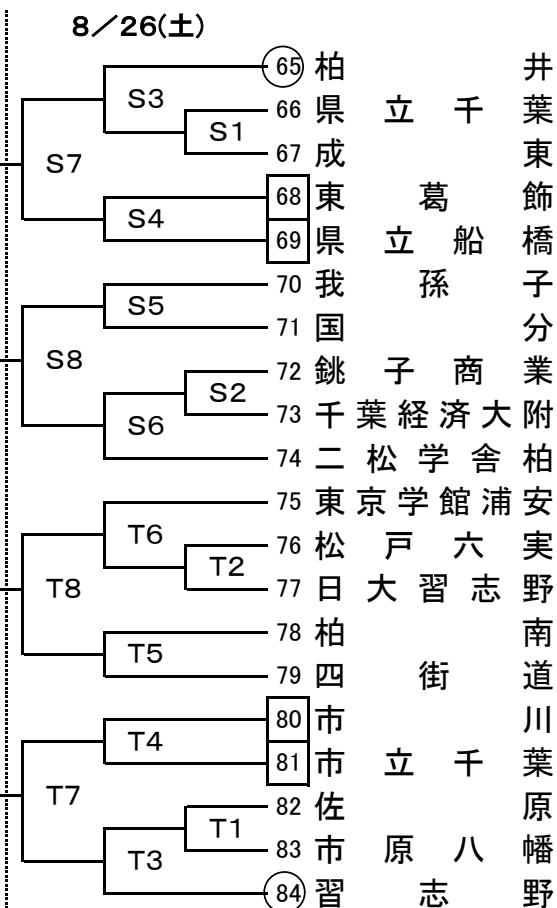 8／26(土)
65 柏井
S3
66 県立千葉
S1
67 成東
S7
68 東葛飾
S4
69 県立船橋
70 我孫子
S5
71 国分
S8
72 銚子商業
S2
73 千葉経済大附
S6
74 二松学舎柏
75 東京学館浦安
T6
76 松戸六実
T2
77 日大習志野
T8
78 柏南
T5
79 四街道
80 市川
T4
81 市立千葉
T7
82 佐原
T1
83 市原八幡
T3
84 習志野